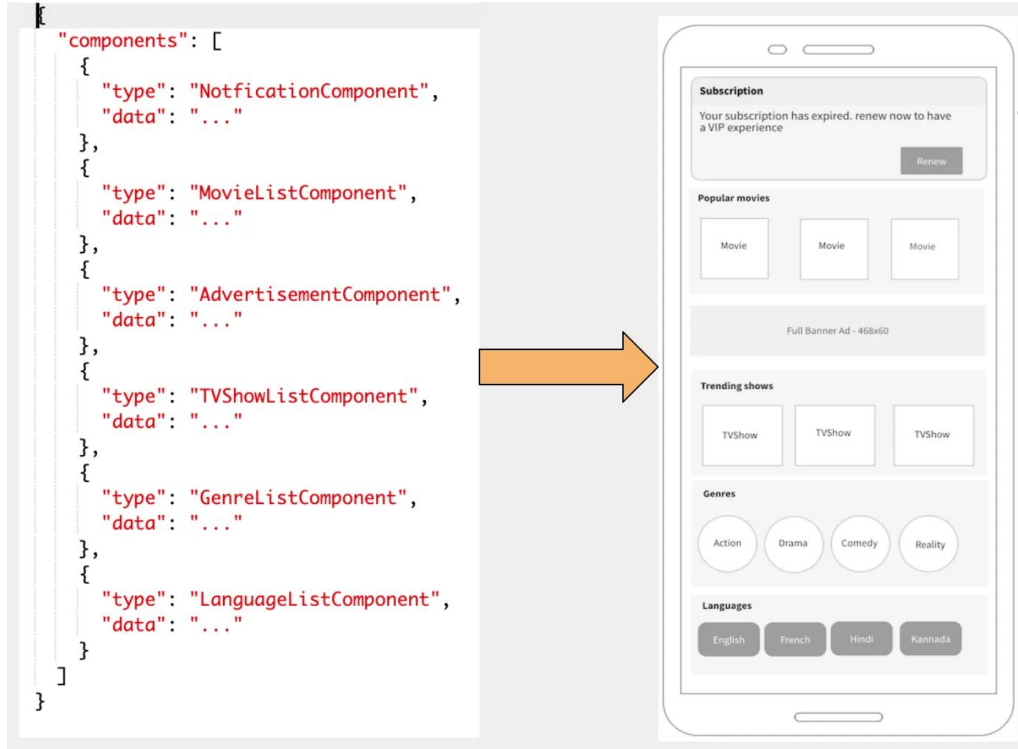 {
"components": [
{
"type": "NotficationComponent",
"data": "..."
},
{
"type": "MovieListComponent",
"data": "..."
},
{
"type": "AdvertisementComponent",
"data": "..."
},
{
"type": "TVShowListComponent",
"data": "..."
},
{
"type": "GenreListComponent",
"data": "..."
},
{
"type": "LanguageListComponent",
"data": "..."
}
]
}
Subscription
Your subscription has expired. renew now to have
a VIP experience
Renew
Popular movies
Movie Movie Movie
Full Banner Ad - 468x60
Trending shows
TVShow TVShow TVShow
Genres
Action Drama Comedy Reality
Languages
English French Hindi Kannada